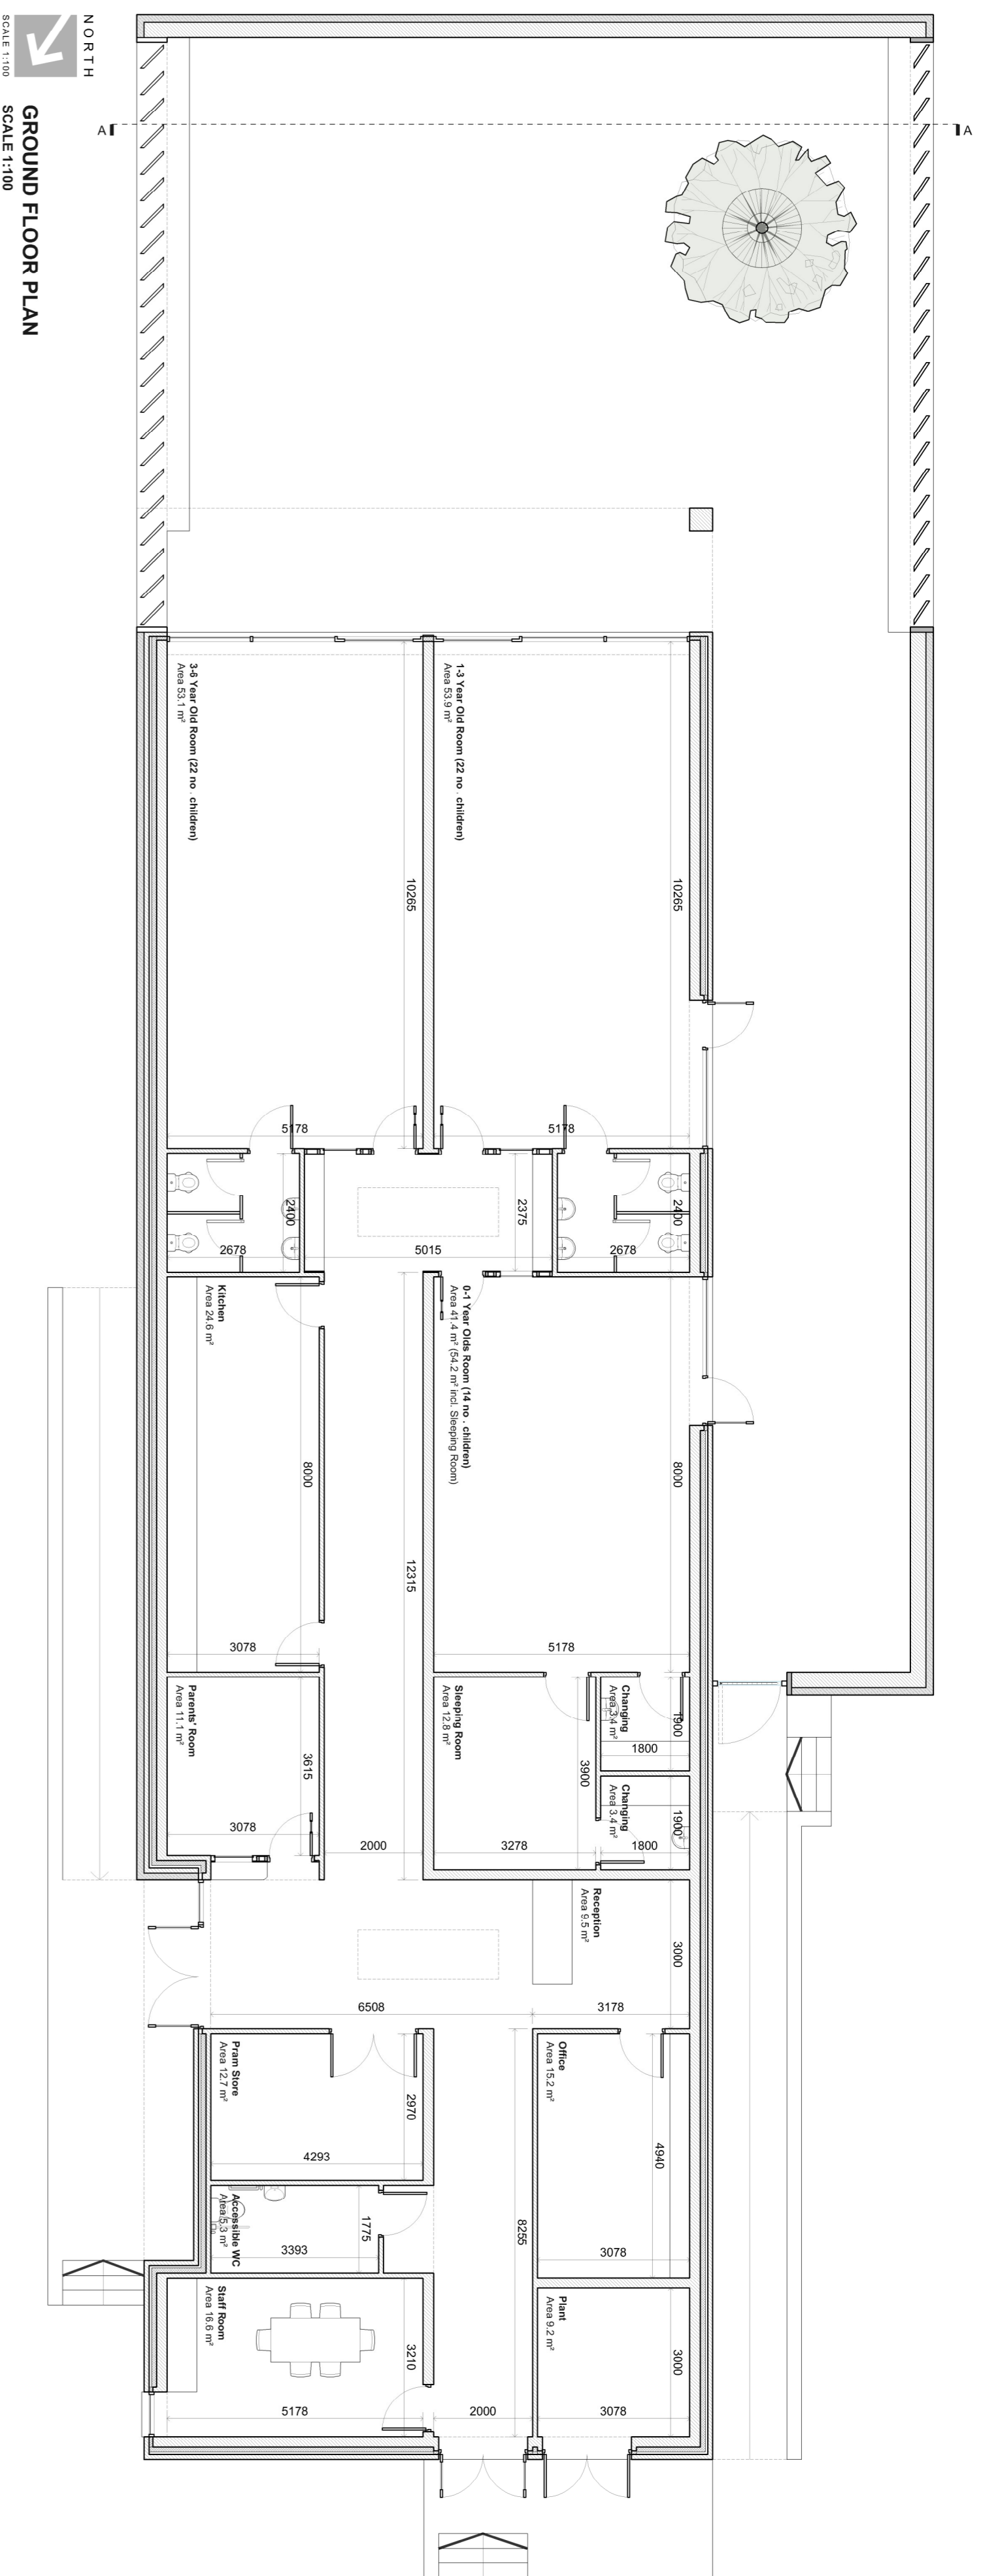 NORTH
SCALE 1:100
GROUND FLOOR PLAN
SCALE 1:100
A
A
3-6 Year Old Room (22 no . children)
Area 53.1 m²
1-3 Year Old Room (22 no . children)
Area 53.9 m²
10265
10265
5178
5178
2400
2375
2400
2678
5015
2678
Kitchen
Area 24.6 m²
0-1 Year Olds Room (14 no . children)
Area 41.4 m² (54.2 m² incl. Sleeping Room)
8000
8000
12315
3078
5178
Parents' Room
Area 11.1 m²
Sleeping Room
Area 12.8 m²
Changing
Area 3.4 m²
1900
1800
3615
3900
Changing
Area 3.4 m²
1900
3078
2000
3278
1800
Reception
Area 9.5 m²
3000
6508
3178
Pram Store
Area 12.7 m²
2970
Office
Area 15.2 m²
4940
4293
Accessible WC
Area 5.3 m²
1775
8255
3393
3078
Staff Room
Area 16.6 m²
3210
Plant
Area 9.2 m²
3000
5178
2000
3078